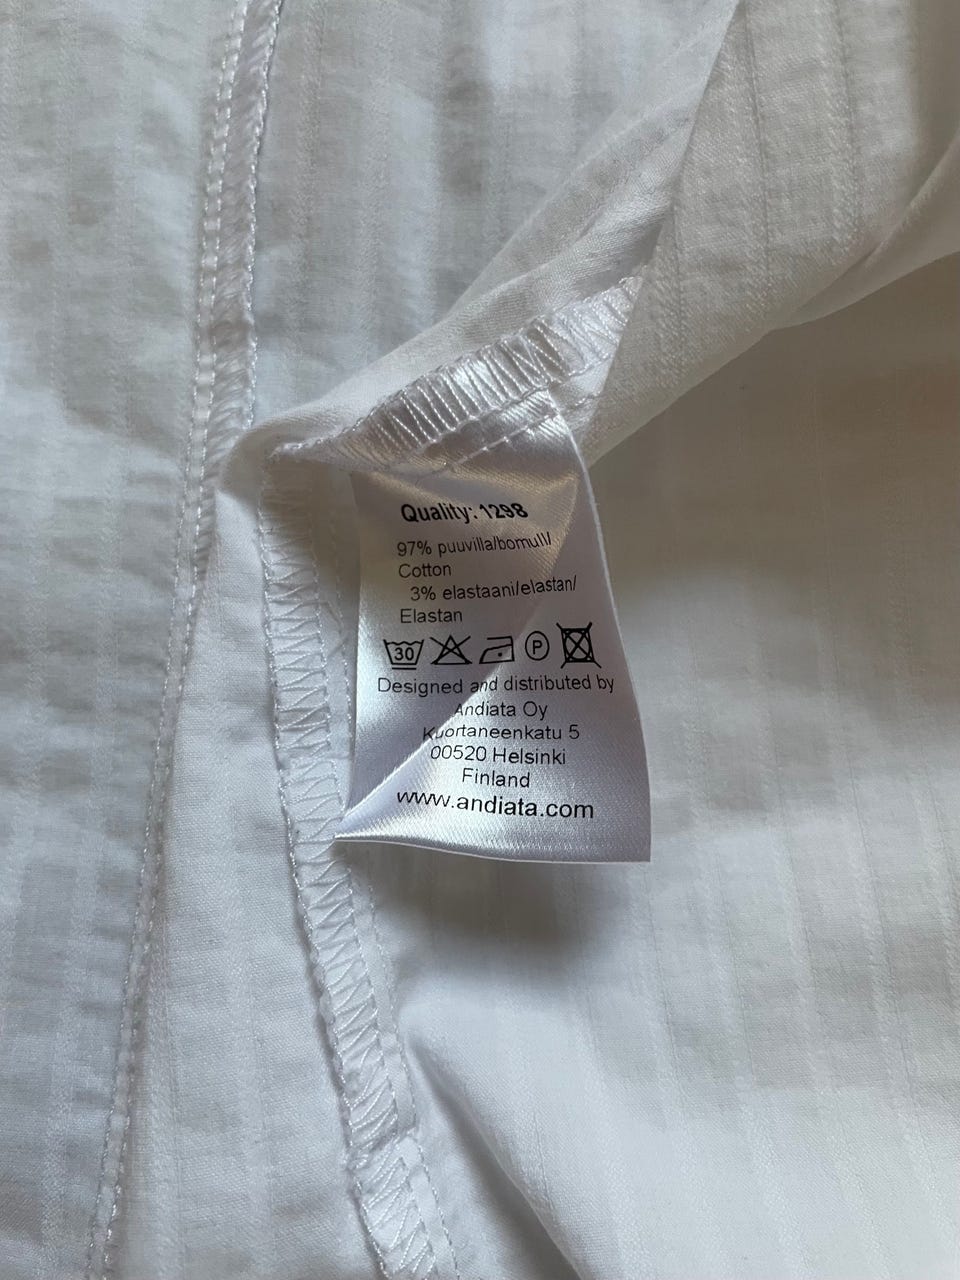 Quality: 1298
97% puuvilla/bomull/
Cotton
3% elastaani/elastan/
Elastan
30 P
Designed and distributed by
Andiata Oy
Kuortaneenkatu 5
00520 Helsinki
Finland
www.andiata.com